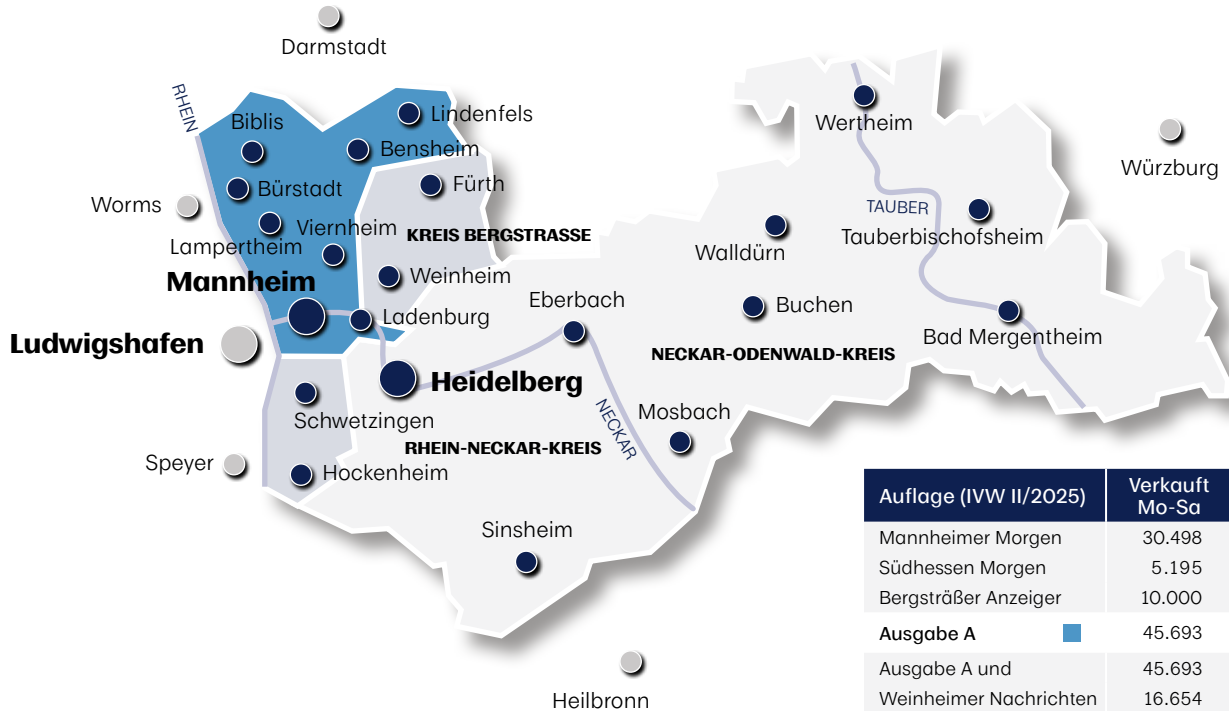 Darmstadt
RHEIN
Lindenfels
Biblis
Bensheim
Wertheim
Würzburg
Fürth
Bürstadt
Worms
TAUBER
Viernheim
KREIS BERGSTRASSE
Tauberbischofsheim
Lampertheim
Walldürn
Weinheim
Mannheim
Eberbach
Buchen
Ladenburg
Bad Mergentheim
Ludwigshafen
NECKAR-ODENWALD-KREIS
Heidelberg
Mosbach
NECKAR
Schwetzingen
RHEIN-NECKAR-KREIS
Speyer
Hockenheim
Sinsheim
Heilbronn
Auflage (IVW II/2025) Verkauft
Mo-Sa
Mannheimer Morgen 30.498
Südhessen Morgen 5.195
Bergsträßer Anzeiger 10.000
Ausgabe A 45.693
Ausgabe A und 45.693
Weinheimer Nachrichten 16.654